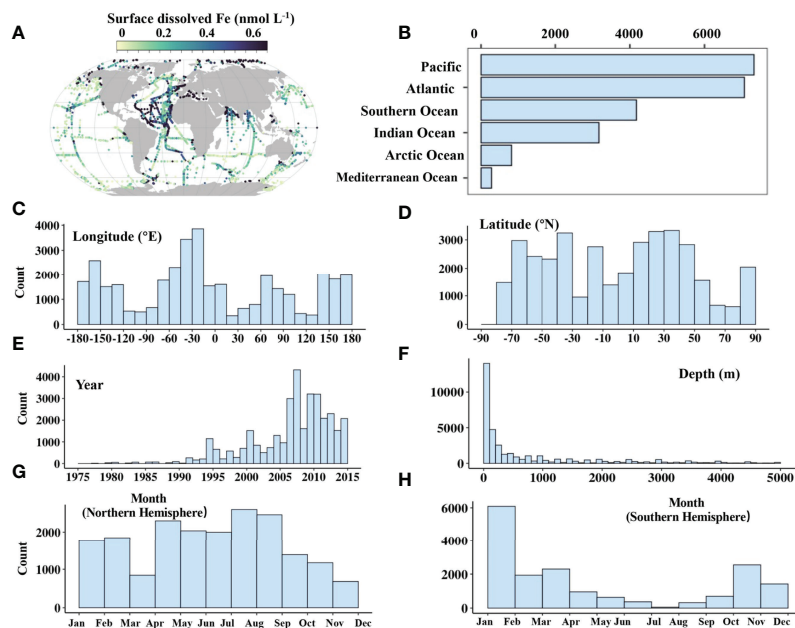 Surface dissolved Fe (nmol L⁻¹)
A
0 0.2 0.4 0.6
B
0 2000 4000 6000
Pacific
Atlantic
Southern Ocean
Indian Ocean
Arctic Ocean
Mediterranean Ocean
C
Longitude (°E)
Count
4000
3000
2000
1000
0
-180 -150 -120 -90 -60 -30 0 30 60 90 120 150 180
D
Latitude (°N)
3000
2000
1000
0
-90 -70 -50 -30 -10 10 30 50 70 90
E
Year
Count
4000
3000
2000
1000
0
1975 1980 1985 1990 1995 2000 2005 2010 2015
F
Depth (m)
10000
5000
0
0 1000 2000 3000 4000 5000
G
Month
(Northern Hemisphere)
Count
2000
1000
0
Jan Feb Mar Apr May Jun Jul Aug Sep Oct Nov Dec
H
Month
(Southern Hemisphere)
6000
4000
2000
0
Jan Feb Mar Apr May Jun Jul Aug Sep Oct Nov Dec